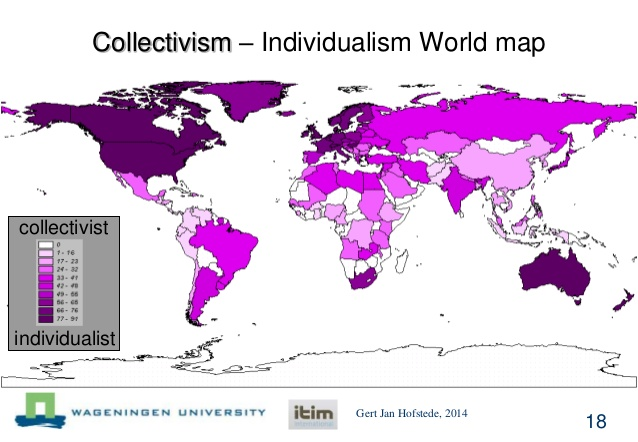 Collectivism – Individualism World map
collectivist
0
1 - 16
17 - 23
24 - 32
33 - 41
42 - 48
49 - 55
56 - 65
66 - 76
77 - 91
individualist
WAGENINGEN UNIVERSITY
itim
international
Gert Jan Hofstede, 2014
18